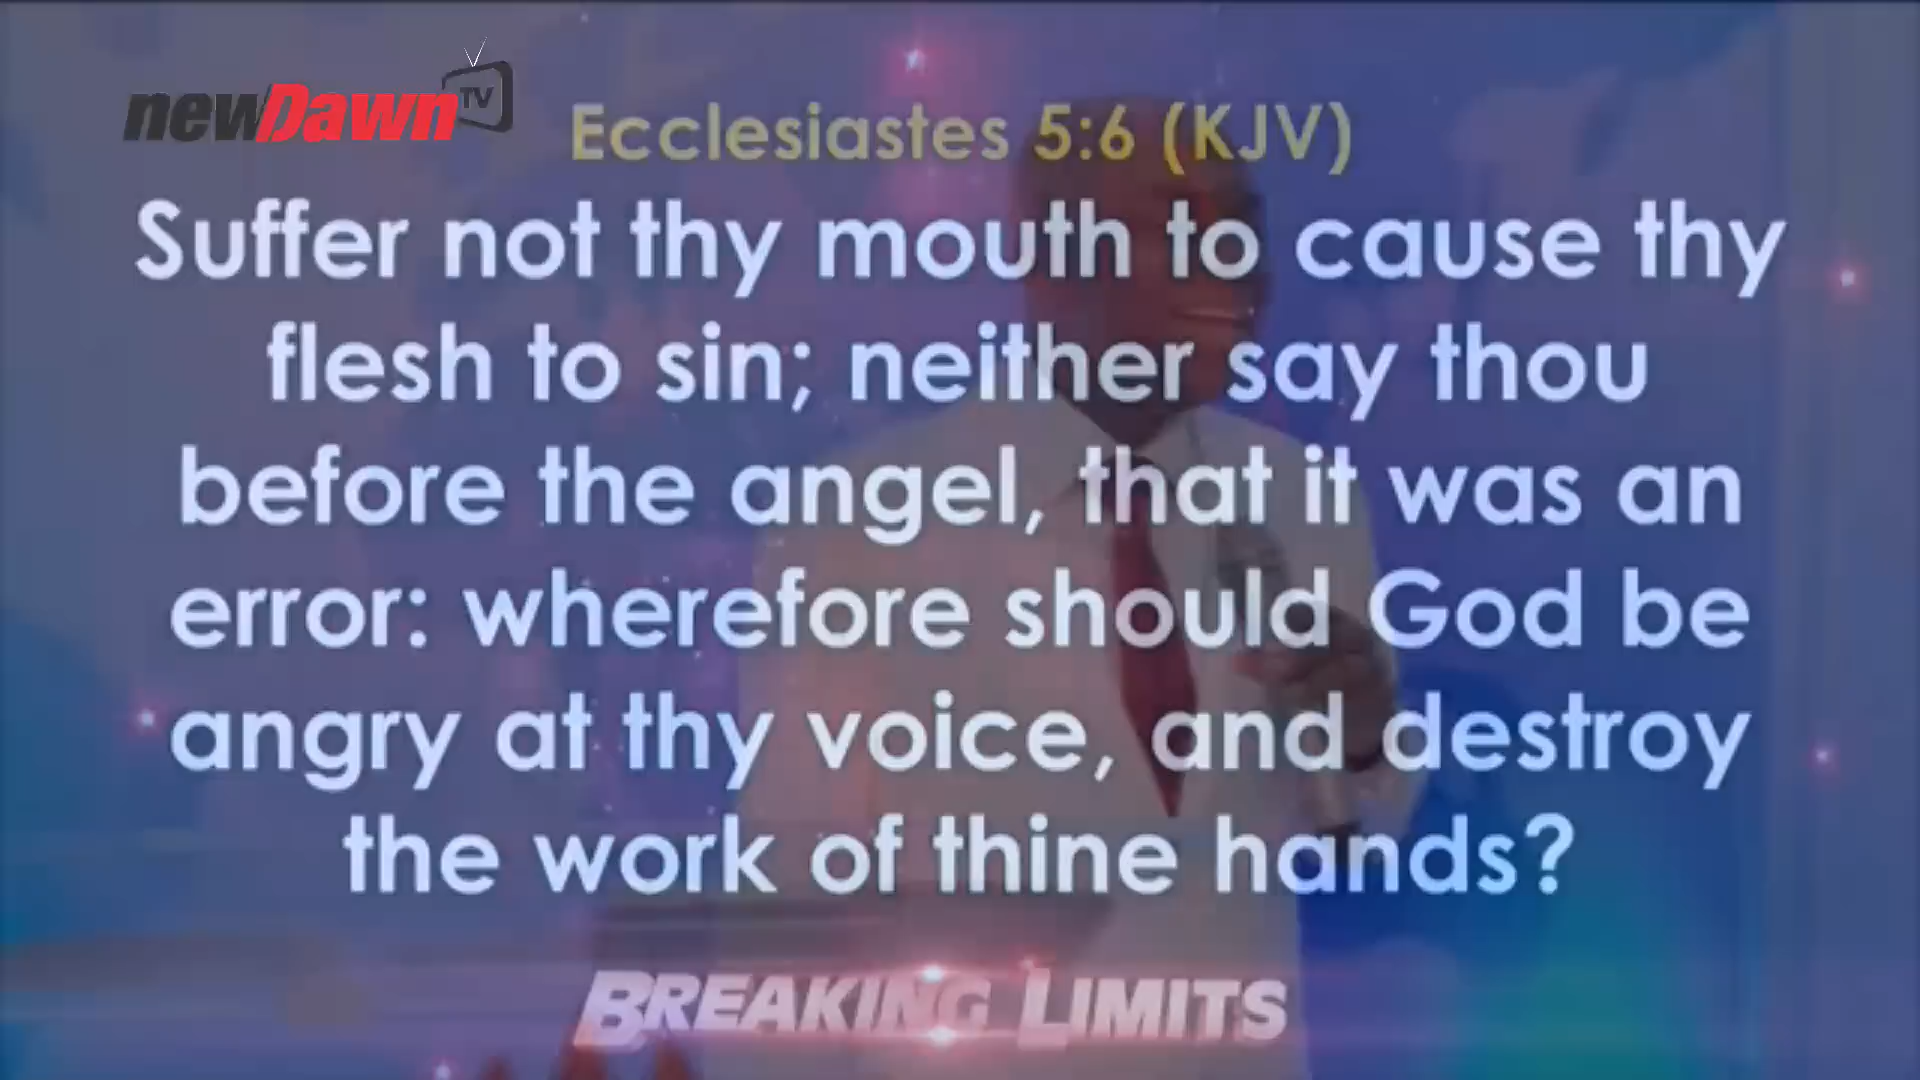 newDawn TV
Ecclesiastes 5:6 (KJV)
Suffer not thy mouth to cause thy
flesh to sin; neither say thou
before the angel, that it was an
error: wherefore should God be
angry at thy voice, and destroy
the work of thine hands?
BREAKING LIMITS